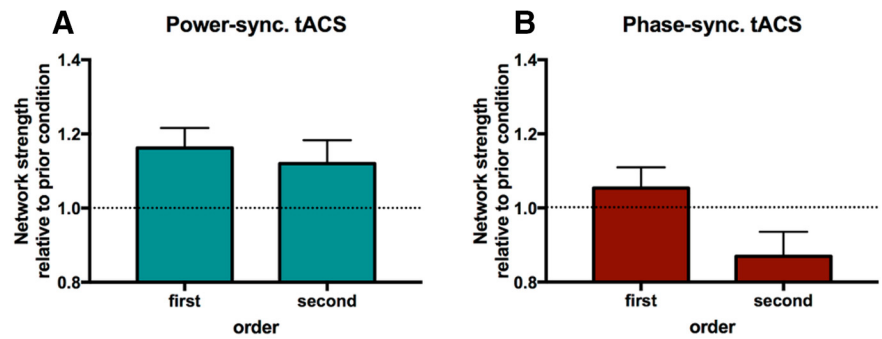 A
Power-sync. tACS
Network strength
relative to prior condition
1.4
1.2
1.0
0.8
first
second
order
B
Phase-sync. tACS
Network strength
relative to prior condition
1.4
1.2
1.0
0.8
first
second
order